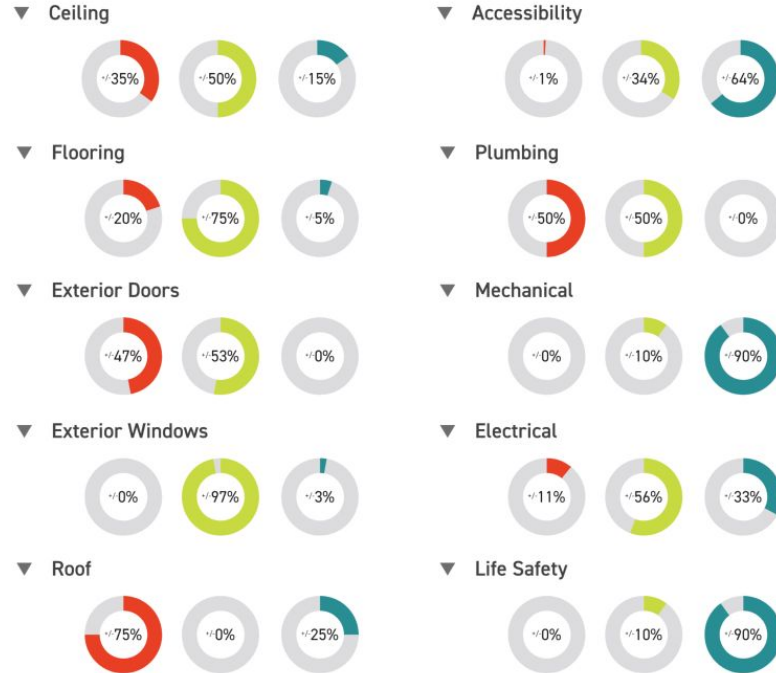 Ceiling
+/-35% +/-50% +/-15%
Flooring
+/-20% +/-75% +/-5%
Exterior Doors
+/-47% +/-53% +/-0%
Exterior Windows
+/-0% +/-97% +/-3%
Roof
+/-75% +/-0% +/-25%
Accessibility
+/-1% +/-34% +/-64%
Plumbing
+/-50% +/-50% +/-0%
Mechanical
+/-0% +/-10% +/-90%
Electrical
+/-11% +/-56% +/-33%
Life Safety
+/-0% +/-10% +/-90%